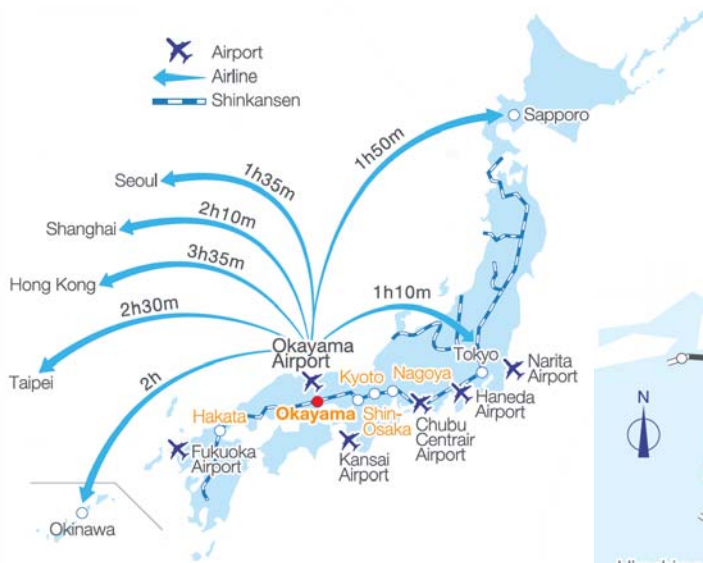 Airport
Airline
Shinkansen
Sapporo
1h50m
Seoul
1h35m
Shanghai
2h10m
Hong Kong
3h35m
Taipei
2h30m
2h
Okinawa
1h10m
Okayama
Airport
Tokyo
Narita
Airport
Haneda
Airport
Nagoya
Kyoto
Shin-
Osaka
Okayama
Hakata
Chubu
Centrair
Airport
Kansai
Airport
Fukuoka
Airport
N